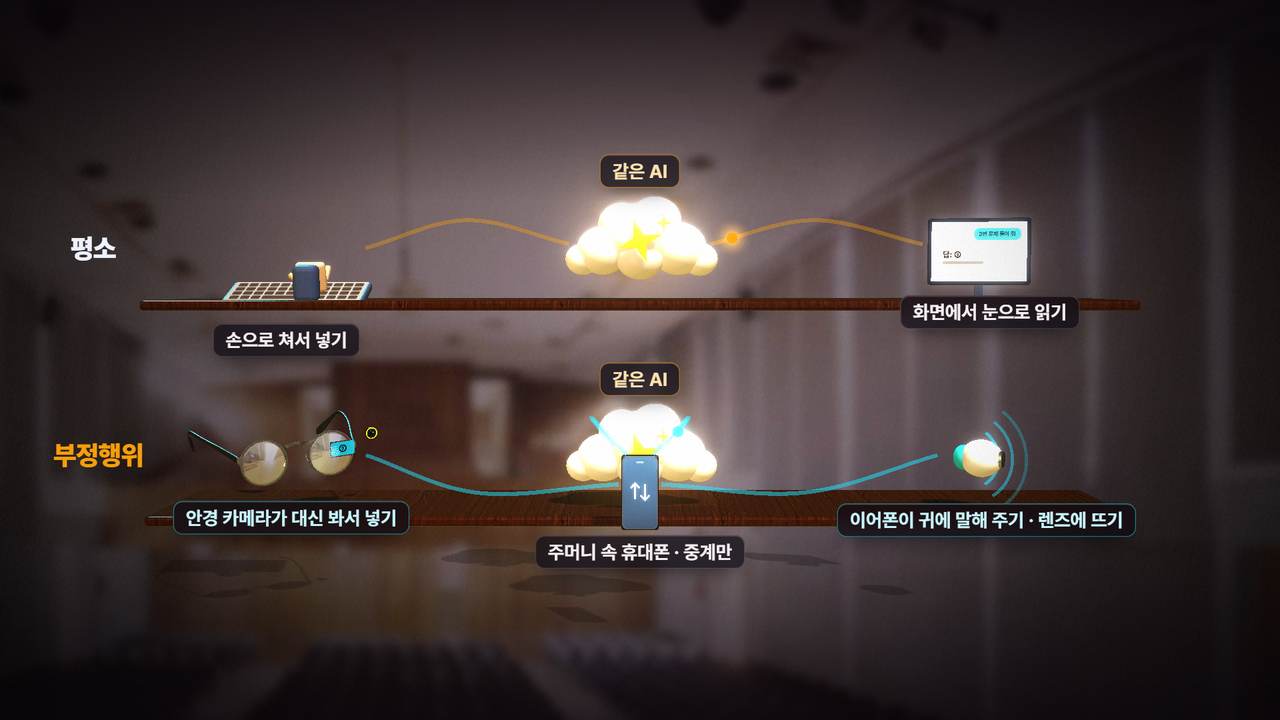 같은 AI
평소
답: ②
화면에서 눈으로 읽기
손으로 쳐서 넣기
같은 AI
부정행위
안경 카메라가 대신 봐서 넣기
이어폰이 귀에 말해 주기 · 렌즈에 뜨기
주머니 속 휴대폰 · 중계만